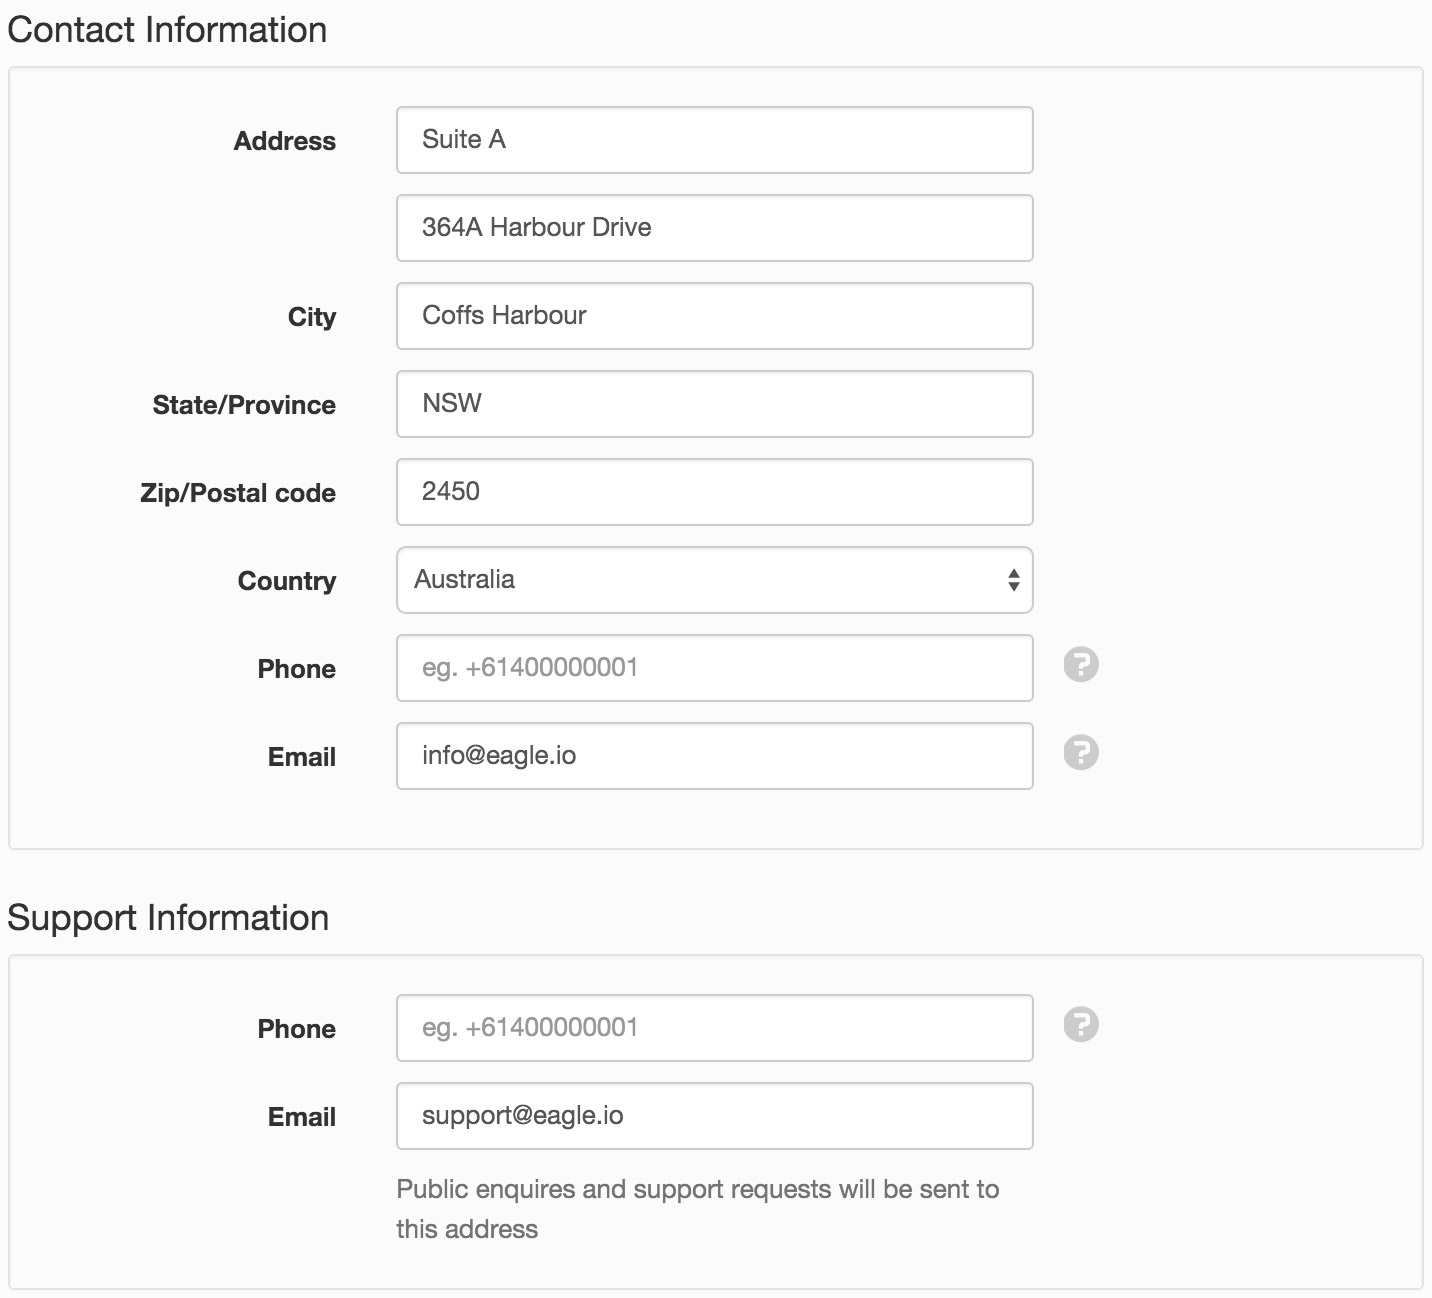 Contact Information
Address
Suite A
364A Harbour Drive
City
Coffs Harbour
State/Province
NSW
Zip/Postal code
2450
Country
Australia
Phone
eg. +61400000001
?
Email
info@eagle.io
?
Support Information
Phone
eg. +61400000001
?
Email
support@eagle.io
Public enquires and support requests will be sent to
this address